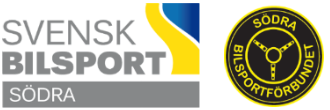 SVENSK
BILSPORT
SÖDRA
SÖDRA
BILSPORTFÖRBUNDET